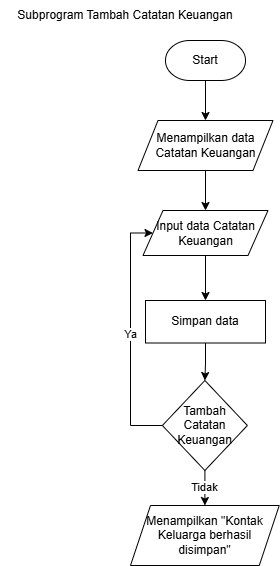 Subprogram Tambah Catatan Keuangan
Start
Menampilkan data
Catatan Keuangan
Input data Catatan
Keuangan
Simpan data
Ya
Tambah
Catatan
Keuangan
Tidak
Menampilkan "Kontak
Keluarga berhasil
disimpan"